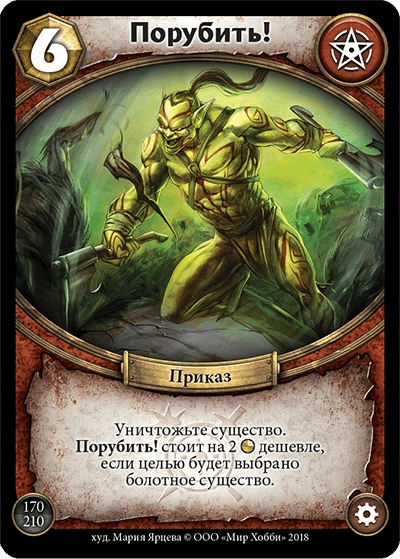 6
Порубить!
Приказ
Уничтожьте существо.
Порубить! стоит на 2 дешевле,
если целью будет выбрано
болотное существо.
170
210
худ. Мария Ярцева © ООО «Мир Хобби» 2018